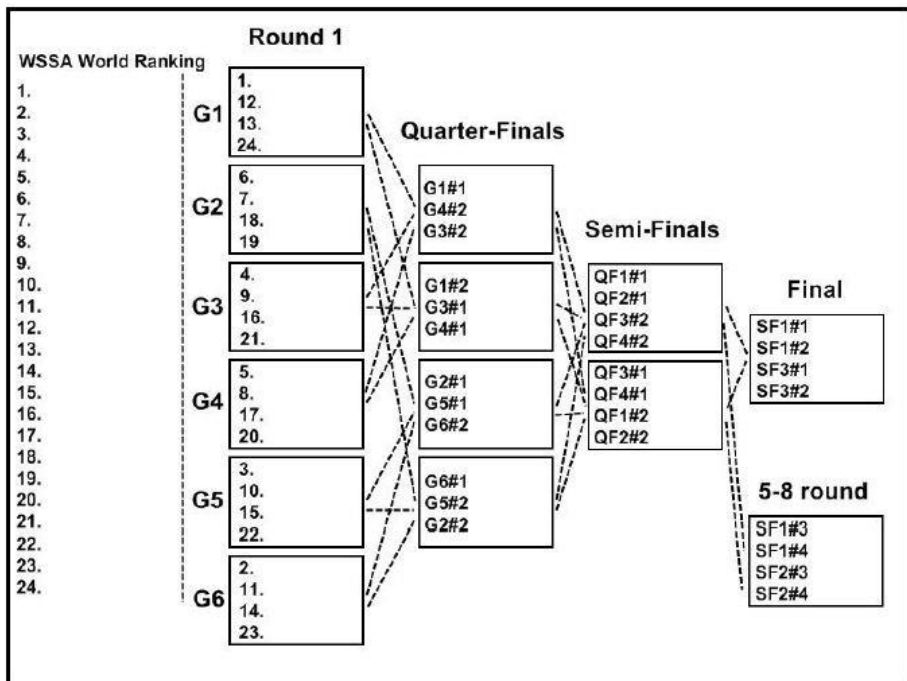 Round 1
WSSA World Ranking
1.
2.
3.
4.
5.
6.
7.
8.
9.
10.
11.
12.
13.
14.
15.
16.
17.
18.
19.
20.
21.
22.
23.
24.
G1
1.
12.
13.
24.
G2
6.
7.
18.
19
G3
4.
9.
16.
21.
G4
5.
8.
17.
20.
G5
3.
10.
15.
22.
G6
2.
11.
14.
23.
Quarter-Finals
G1#1
G4#2
G3#2
G1#2
G3#1
G4#1
G2#1
G5#1
G6#2
G6#1
G5#2
G2#2
Semi-Finals
QF1#1
QF2#1
QF3#2
QF4#2
QF3#1
QF4#1
QF1#2
QF2#2
Final
SF1#1
SF1#2
SF3#1
SF3#2
5-8 round
SF1#3
SF1#4
SF2#3
SF2#4